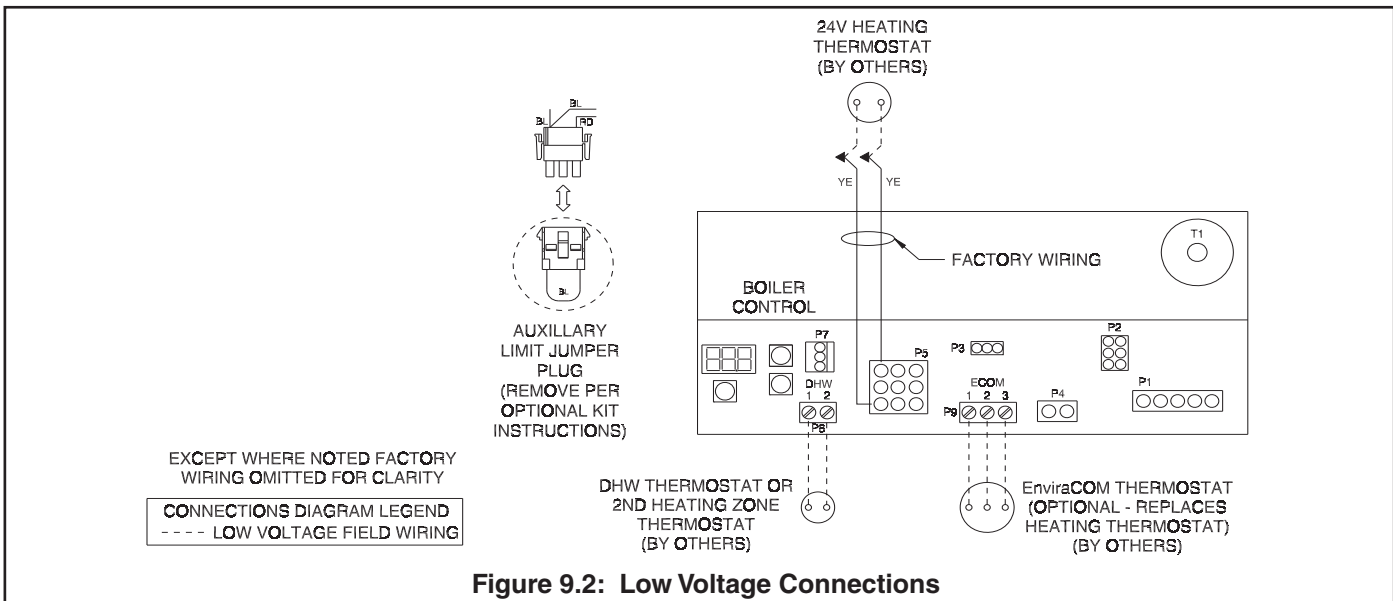 24V HEATING
THERMOSTAT
(BY OTHERS)
BL
BL
RD
YE
YE
T1
FACTORY WIRING
BOILER
CONTROL
BL
AUXILLARY
LIMIT JUMPER
PLUG
(REMOVE PER
OPTIONAL KIT
INSTRUCTIONS)
P7
P5
P3
P2
P1
DHW
1 2
P6
ECOM
1 2 3
P9
P4
EXCEPT WHERE NOTED FACTORY
WIRING OMITTED FOR CLARITY
CONNECTIONS DIAGRAM LEGEND
---- LOW VOLTAGE FIELD WIRING
DHW THERMOSTAT OR
2ND HEATING ZONE
THERMOSTAT
(BY OTHERS)
EnviraCOM THERMOSTAT
(OPTIONAL - REPLACES
HEATING THERMOSTAT)
(BY OTHERS)
Figure 9.2: Low Voltage Connections